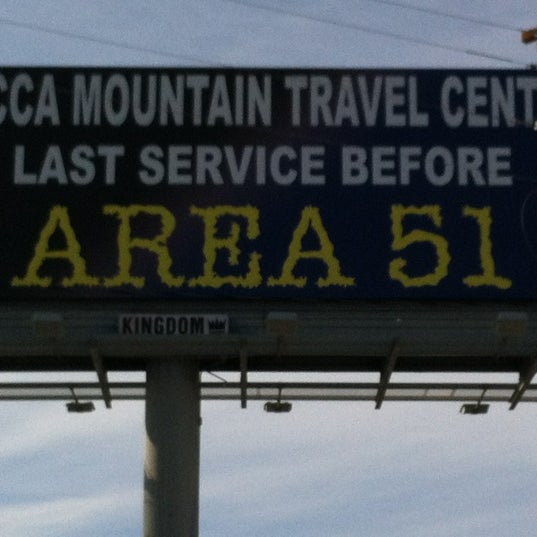 CCA MOUNTAIN TRAVEL CENT
LAST SERVICE BEFORE
AREA 51
KINGDOM